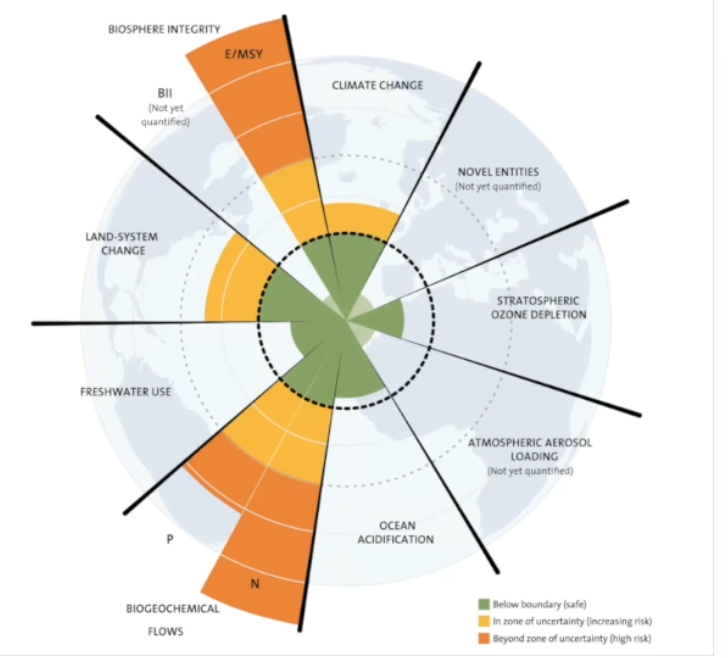 BIOSPHERE INTEGRITY
E/MSY
CLIMATE CHANGE
BII
(Not yet
quantified)
NOVEL ENTITIES
(Not yet quantified)
LAND-SYSTEM
CHANGE
STRATOSPHERIC
OZONE DEPLETION
FRESHWATER USE
ATMOSPHERIC AEROSOL
LOADING
(Not yet quantified)
OCEAN
ACIDIFICATION
P
N
BIOGEOCHEMICAL
FLOWS
Below boundary (safe)
In zone of uncertainty (increasing risk)
Beyond zone of uncertainty (high risk)